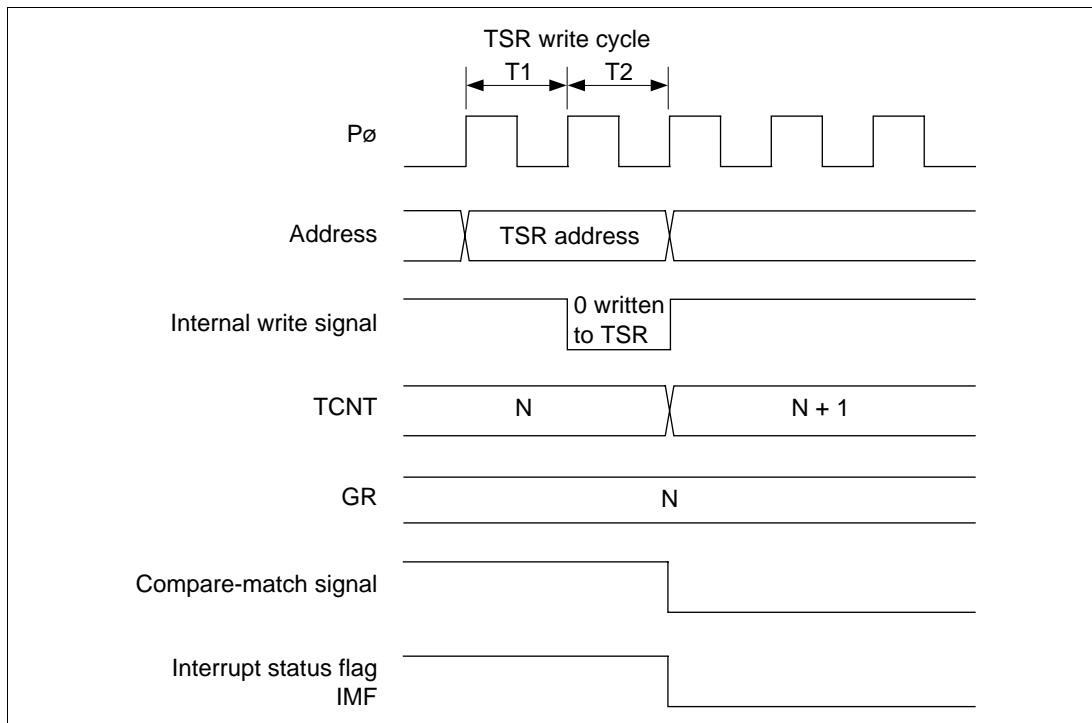 TSR write cycle
T1 T2
Pø
Address TSR address
Internal write signal 0 written
to TSR
TCNT N N + 1
GR N
Compare-match signal
Interrupt status flag
IMF